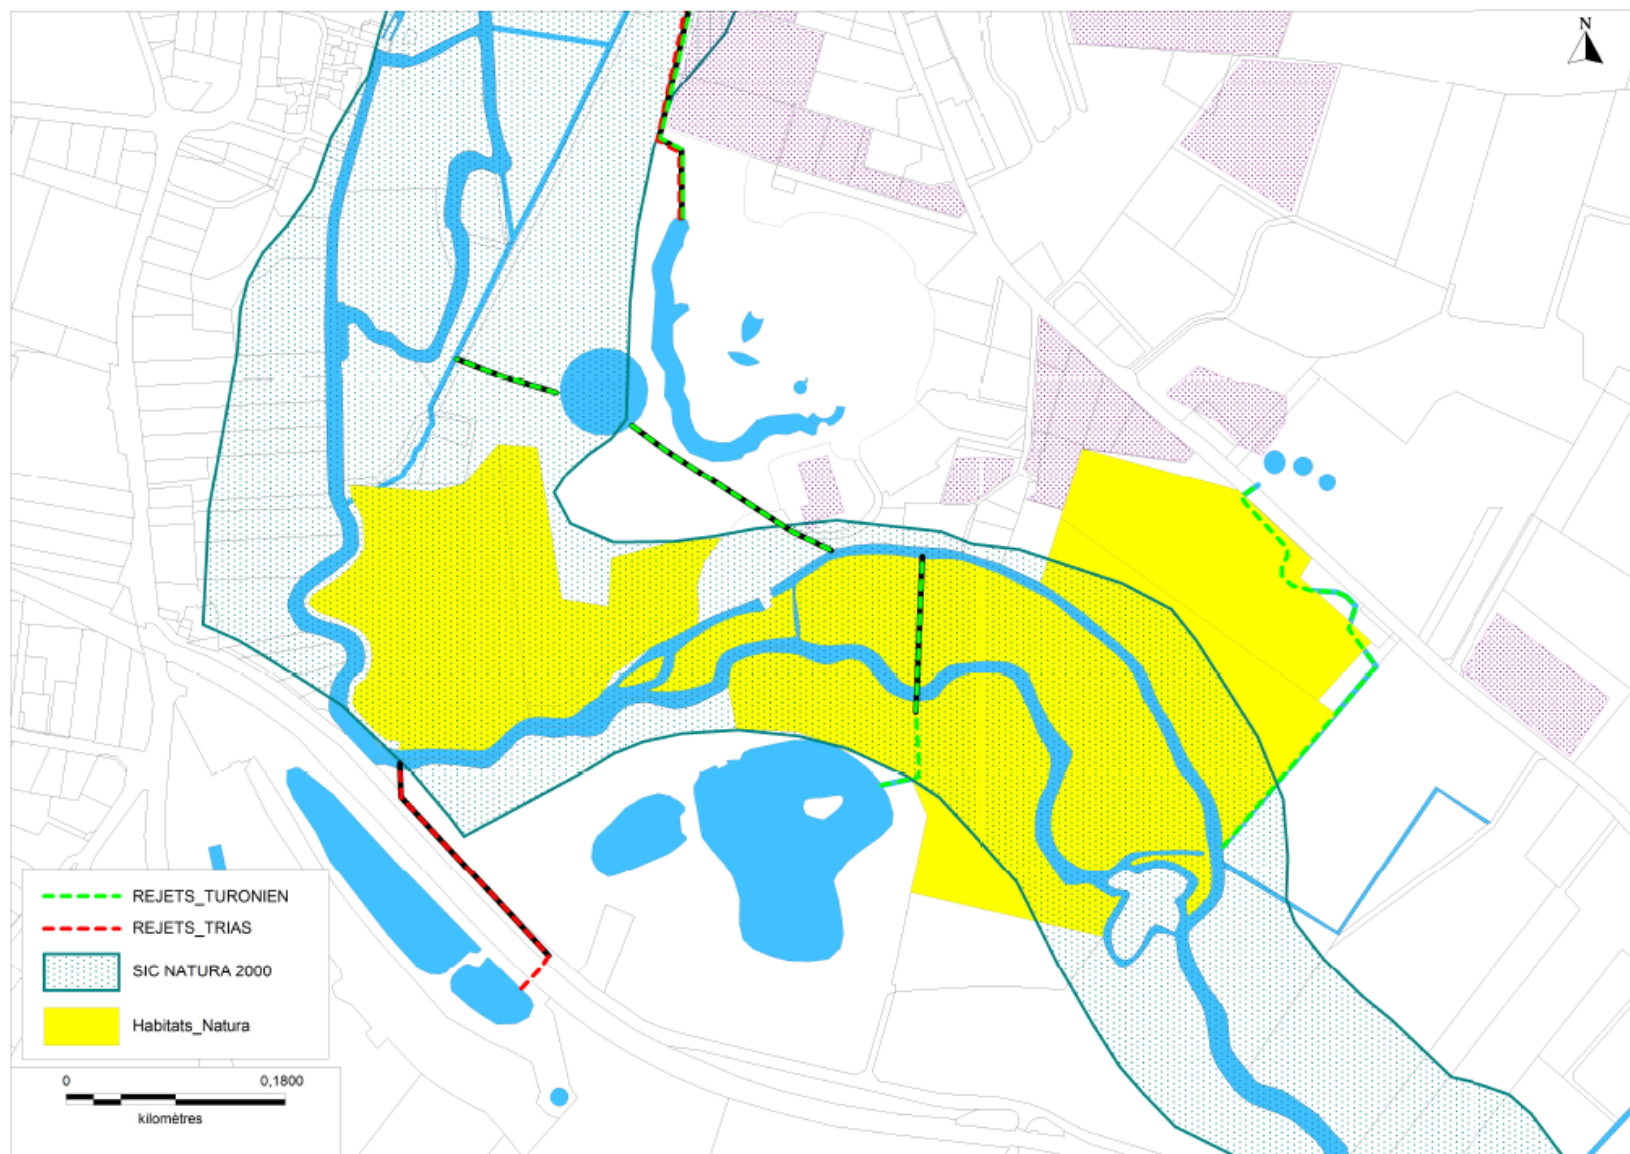 N
REJETS_TURONIEN
REJETS_TRIAS
SIC NATURA 2000
Habitats_Natura
0 0,1800
kilomètres